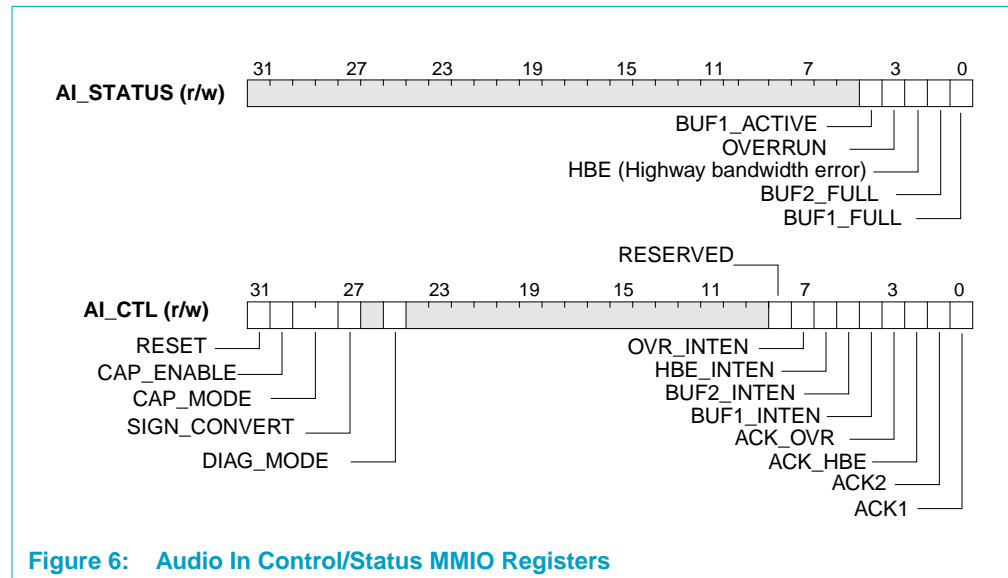 31 27 23 19 15 11 7 3 0
AI_STATUS (r/w)
BUF1_ACTIVE
OVERRUN
HBE (Highway bandwidth error)
BUF2_FULL
BUF1_FULL
RESERVED
31 27 23 19 15 11 7 3 0
AI_CTL (r/w)
RESET OVR_INTEN
CAP_ENABLE HBE_INTEN
CAP_MODE BUF2_INTEN
SIGN_CONVERT BUF1_INTEN
ACK_OVR
DIAG_MODE ACK_HBE
ACK2
ACK1
Figure 6: Audio In Control/Status MMIO Registers